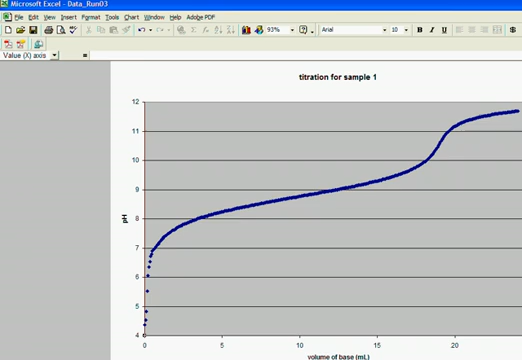 Microsoft Excel - Data_Run03
File Edit View Insert Format Tools Chart Window Help Adobe PDF
93% Arial 10 B I U $
Value (X) axis =
titration for sample 1
12
11
10
9
8
pH
7
6
5
4
0 5 10 15 20
volume of base (mL)